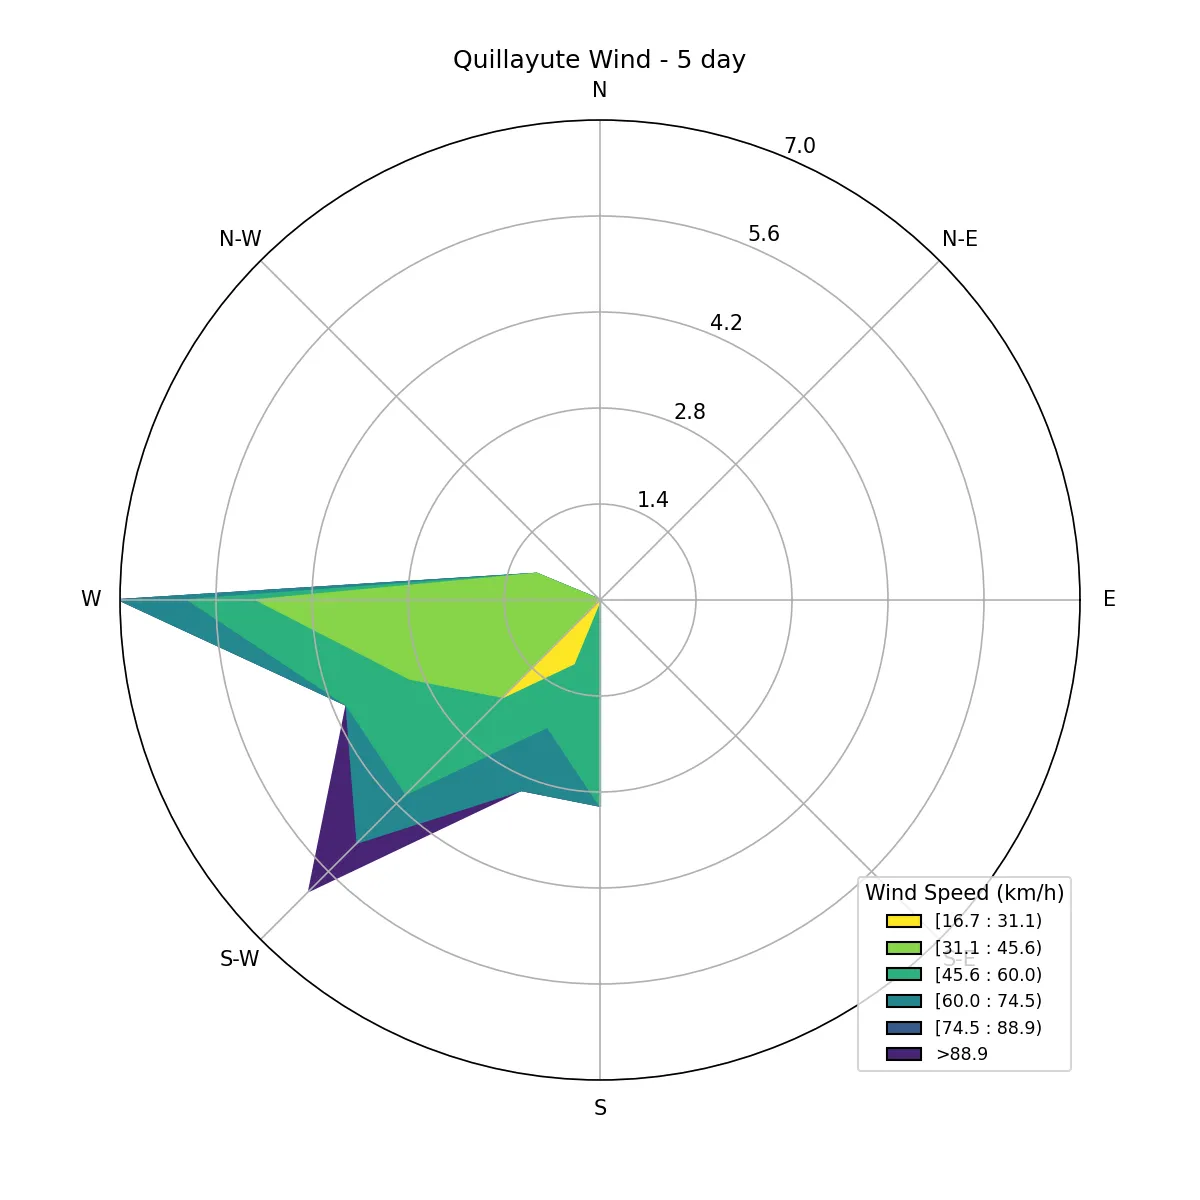 Quillayute Wind - 5 day
N
7.0
N-W
5.6
N-E
4.2
2.8
1.4
W
E
S-W
S-E
S
Wind Speed (km/h)
[16.7 : 31.1)
[31.1 : 45.6)
[45.6 : 60.0)
[60.0 : 74.5)
[74.5 : 88.9)
>88.9